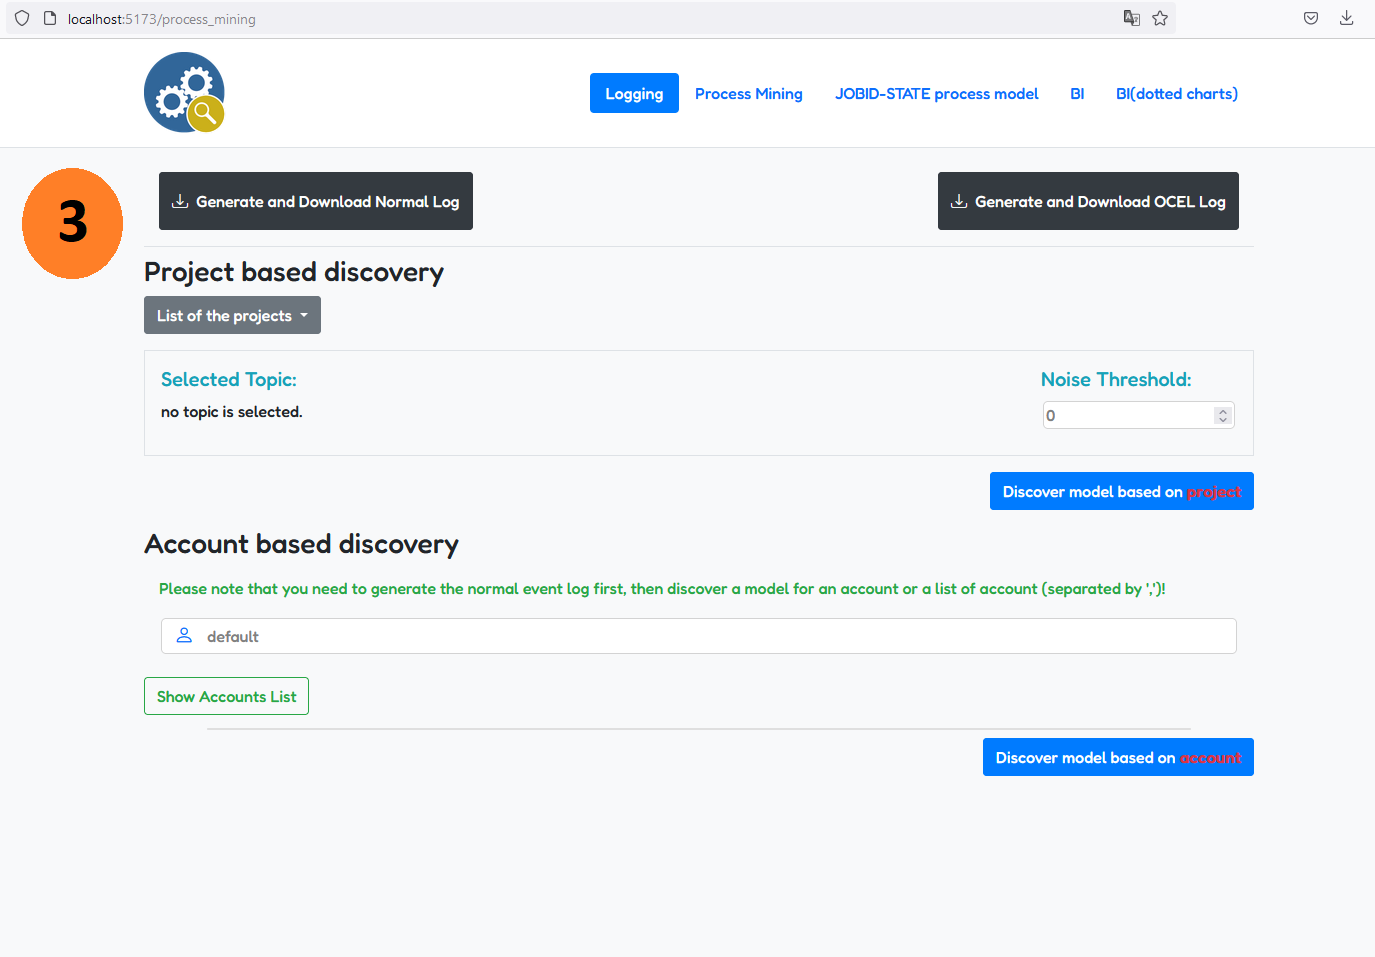 localhost:5173/process_mining
Logging Process Mining JOBID-STATE process model BI BI(dotted charts)
3
Generate and Download Normal Log Generate and Download OCEL Log
Project based discovery
List of the projects
Selected Topic: Noise Threshold:
no topic is selected. 0
Discover model based on project
Account based discovery
Please note that you need to generate the normal event log first, then discover a model for an account or a list of account (separated by ',')!
default
Show Accounts List
Discover model based on account